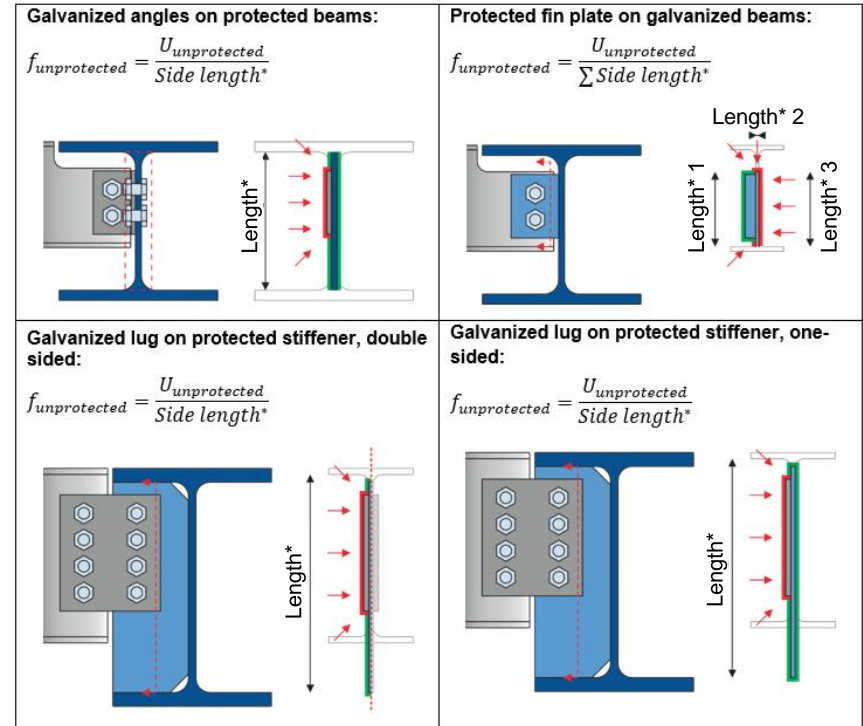 Galvanized angles on protected beams:
f_unprotected = U_unprotected / Side length*
Length*
Protected fin plate on galvanized beams:
f_unprotected = U_unprotected / ∑ Side length*
Length* 2
Length* 1
Length* 3
Galvanized lug on protected stiffener, double
sided:
f_unprotected = U_unprotected / Side length*
Length*
Galvanized lug on protected stiffener, one-
sided:
f_unprotected = U_unprotected / Side length*
Length*